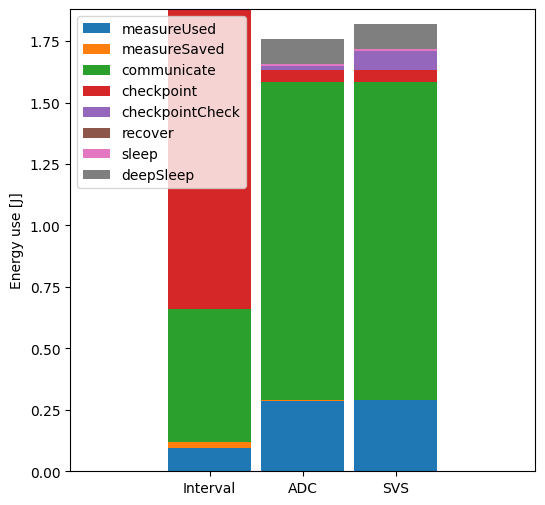 measureUsed
measureSaved
communicate
checkpoint
checkpointCheck
recover
sleep
deepSleep
Energy use [J]
1.75
1.50
1.25
1.00
0.75
0.50
0.25
0.00
Interval
ADC
SVS